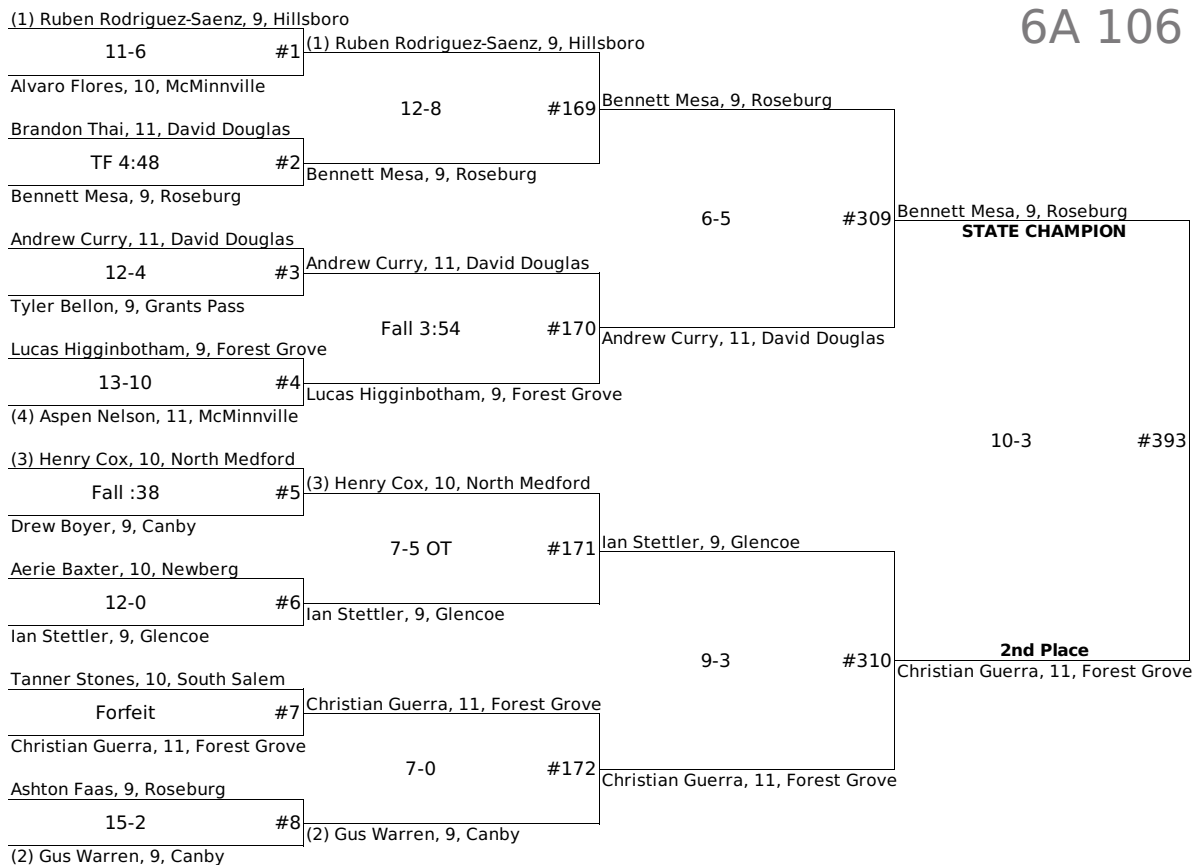 6A 106
(1) Ruben Rodriguez-Saenz, 9, Hillsboro
11-6 #1
Alvaro Flores, 10, McMinnville
Brandon Thai, 11, David Douglas
TF 4:48 #2
Bennett Mesa, 9, Roseburg
Andrew Curry, 11, David Douglas
12-4 #3
Tyler Bellon, 9, Grants Pass
Lucas Higginbotham, 9, Forest Grove
13-10 #4
(4) Aspen Nelson, 11, McMinnville
(3) Henry Cox, 10, North Medford
Fall :38 #5
Drew Boyer, 9, Canby
Aerie Baxter, 10, Newberg
12-0 #6
Ian Stettler, 9, Glencoe
Tanner Stones, 10, South Salem
Forfeit #7
Christian Guerra, 11, Forest Grove
Ashton Faas, 9, Roseburg
15-2 #8
(2) Gus Warren, 9, Canby
(1) Ruben Rodriguez-Saenz, 9, Hillsboro
12-8 #169
Bennett Mesa, 9, Roseburg
Andrew Curry, 11, David Douglas
Fall 3:54 #170
Lucas Higginbotham, 9, Forest Grove
(3) Henry Cox, 10, North Medford
7-5 OT #171
Ian Stettler, 9, Glencoe
Christian Guerra, 11, Forest Grove
7-0 #172
(2) Gus Warren, 9, Canby
Bennett Mesa, 9, Roseburg
6-5 #309
Andrew Curry, 11, David Douglas
Ian Stettler, 9, Glencoe
9-3 #310
Christian Guerra, 11, Forest Grove
Bennett Mesa, 9, Roseburg
STATE CHAMPION
10-3 #393
2nd Place
Christian Guerra, 11, Forest Grove